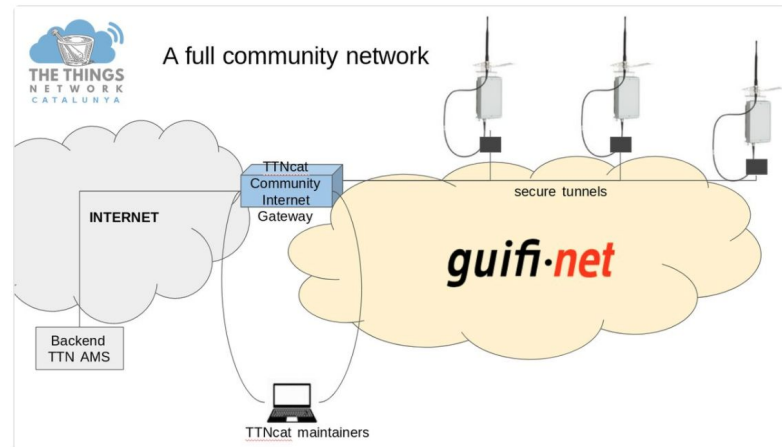 THE THINGS
NETWORK
CATALUNYA
A full community network
TTNcat
Community
Internet
Gateway
secure tunnels
INTERNET
guifi·net
Backend
TTN AMS
TTNcat maintainers